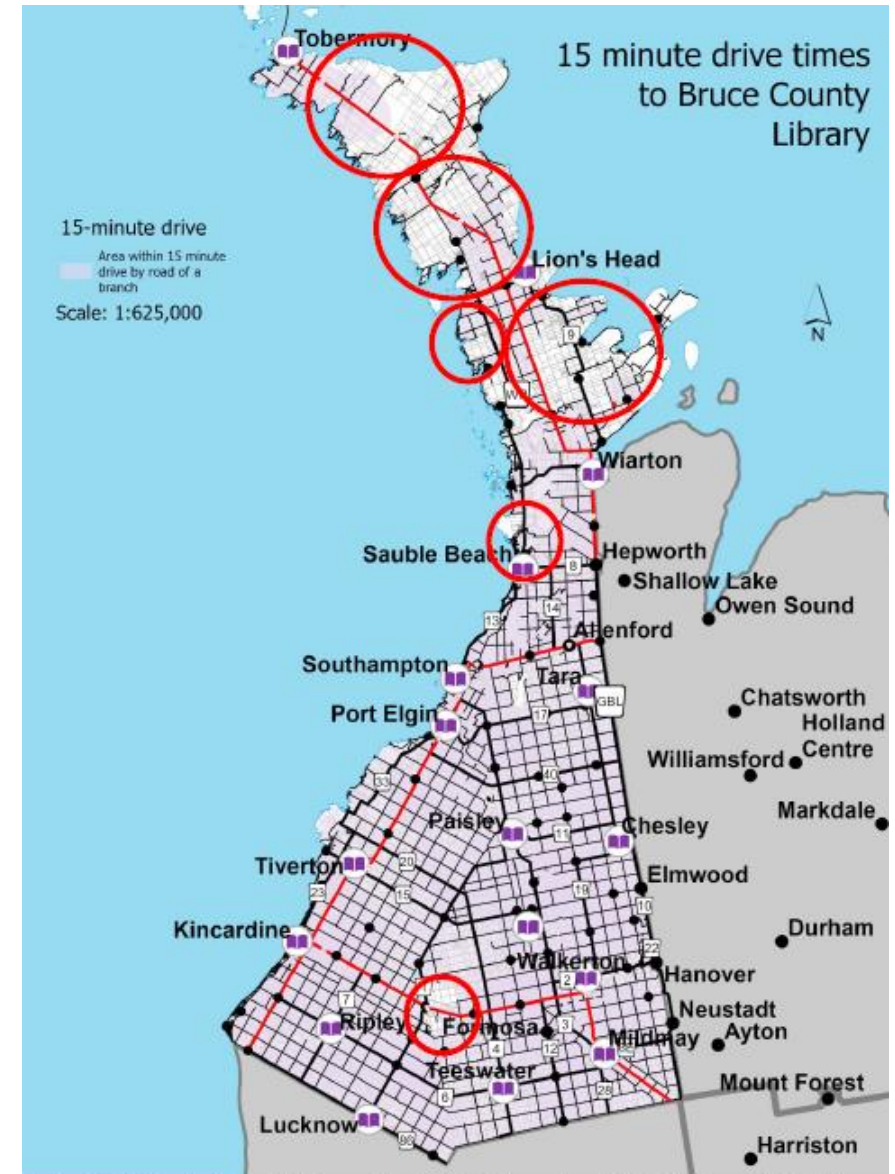 Tobermory
15 minute drive times
to Bruce County
Library
15-minute drive
Area within 15 minute
drive by road of a
branch
Scale: 1:625,000
Lion's Head
N
9
Wiarton
Sauble Beach
Hepworth
8
Shallow Lake
14
Owen Sound
13
Allenford
Southampton
Tara
GBL
Chatsworth
Port Elgin
17
Holland
Centre
Williamsford
40
33
Markdale
Paisley
11
Chesley
Tiverton
20
Elmwood
15
19
23
10
Kincardine
Durham
22
Walkerton
Hanover
2
7
Neustadt
Ripley
Formosa
3
Ayton
4
12
Mildmay
Teeswater
Mount Forest
6
28
Lucknow
86
Harriston